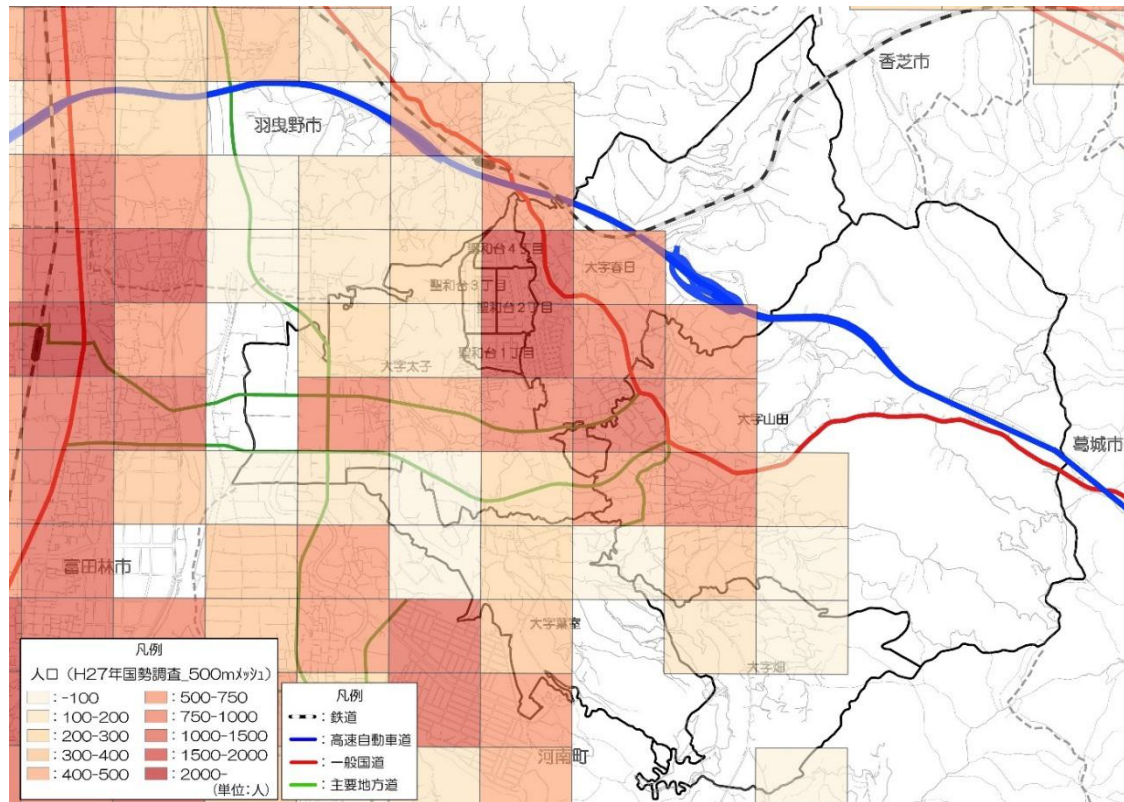 香芝市
羽曳野市
聖和台4丁目
大字春日
聖和台3丁目
聖和台2丁目
聖和台1丁目
大字太子
大字山田
葛城市
富田林市
大字葉室
大字畑
河南町
凡例
人口（H27年国勢調査_500mﾒｯｼｭ）
：-100
：100-200
：200-300
：300-400
：400-500
：500-750
：750-1000
：1000-1500
：1500-2000
：2000-
(単位：人)
凡例
：鉄道
：高速自動車道
：一般国道
：主要地方道